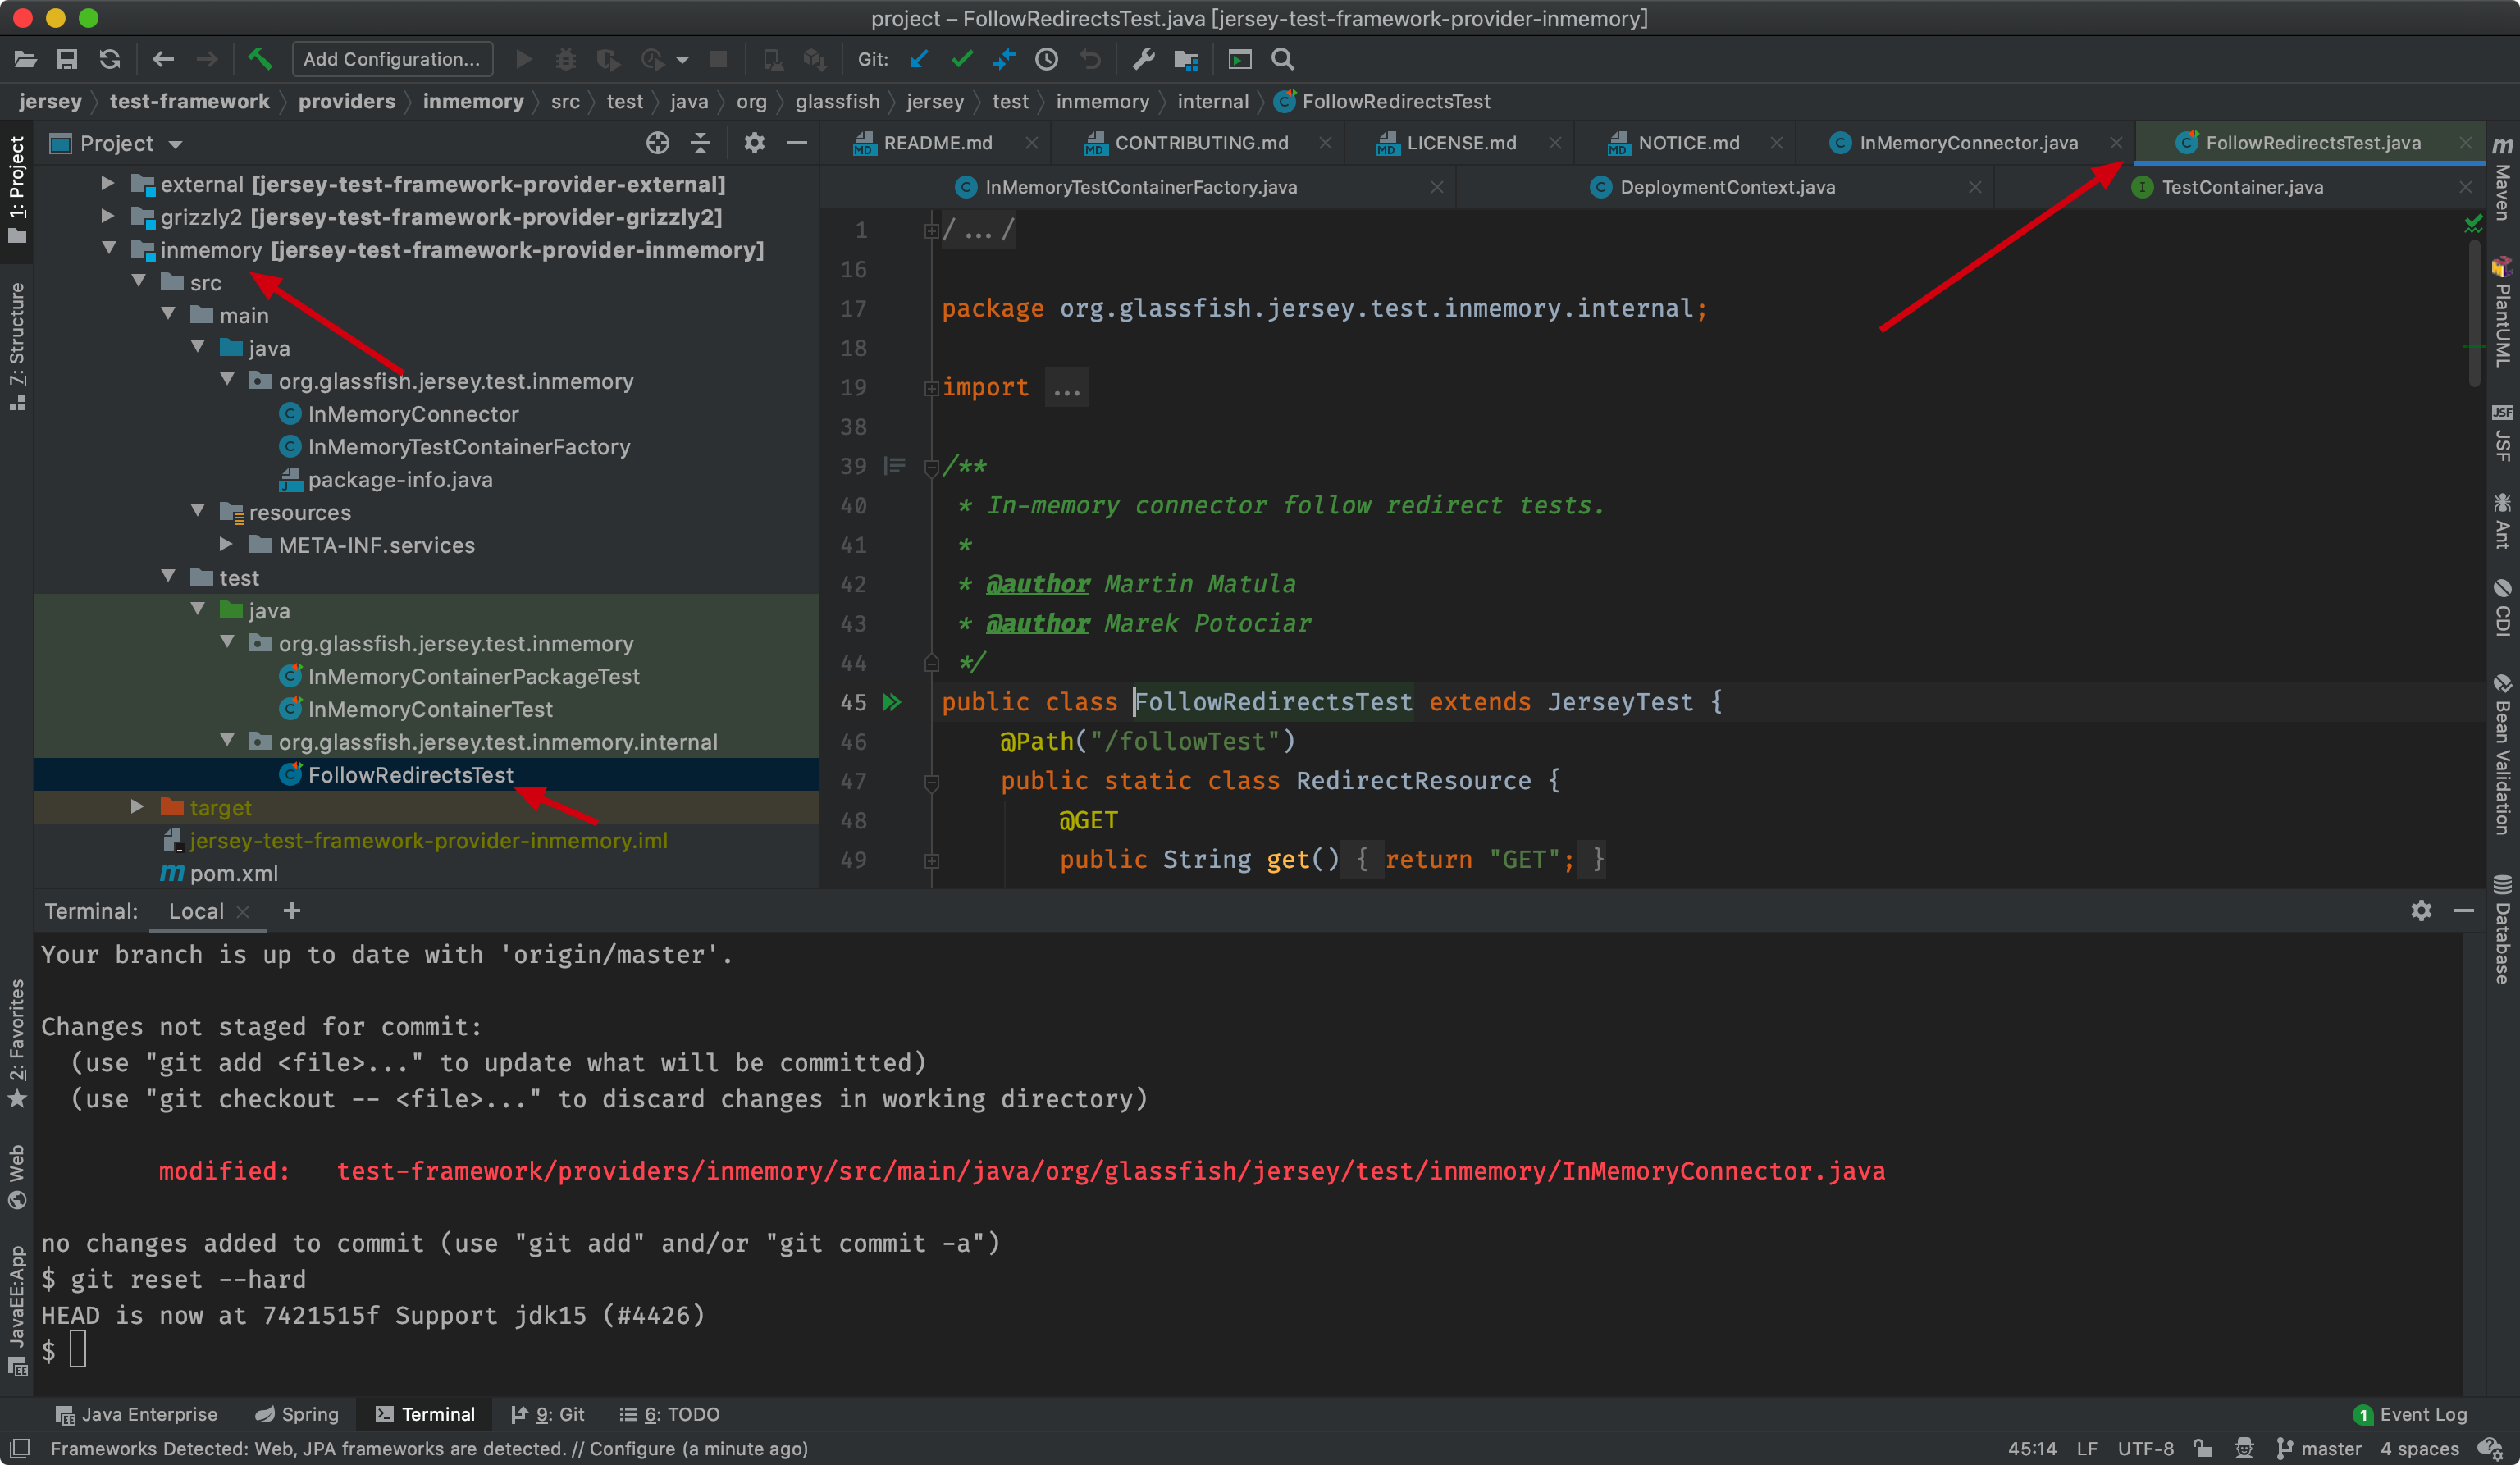 project – FollowRedirectsTest.java [jersey-test-framework-provider-inmemory]
Add Configuration...
Git:
jersey test-framework providers inmemory src test java org glassfish jersey test inmemory internal FollowRedirectsTest
1: Project
Z: Structure
2: Favorites
Web
JavaEE:App
Project
external [jersey-test-framework-provider-external]
grizzly2 [jersey-test-framework-provider-grizzly2]
inmemory [jersey-test-framework-provider-inmemory]
src
main
java
org.glassfish.jersey.test.inmemory
InMemoryConnector
InMemoryTestContainerFactory
package-info.java
resources
META-INF.services
test
java
org.glassfish.jersey.test.inmemory
InMemoryContainerPackageTest
InMemoryContainerTest
org.glassfish.jersey.test.inmemory.internal
FollowRedirectsTest
target
jersey-test-framework-provider-inmemory.iml
pom.xml
README.md CONTRIBUTING.md LICENSE.md NOTICE.md InMemoryConnector.java FollowRedirectsTest.java
InMemoryTestContainerFactory.java DeploymentContext.java TestContainer.java
1 /.../
16
17 package org.glassfish.jersey.test.inmemory.internal;
18
19 import ...
38
39 /**
40 * In-memory connector follow redirect tests.
41 *
42 * @author Martin Matula
43 * @author Marek Potociar
44 */
45 public class FollowRedirectsTest extends JerseyTest {
46 @Path("/followTest")
47 public static class RedirectResource {
48 @GET
49 public String get() { return "GET"; }
Maven
PlantUML
JSF
JSF
Ant
CDI
Bean Validation
Database
Terminal: Local
Your branch is up to date with 'origin/master'.
Changes not staged for commit:
(use "git add <file>..." to update what will be committed)
(use "git checkout -- <file>..." to discard changes in working directory)
modified: test-framework/providers/inmemory/src/main/java/org/glassfish/jersey/test/inmemory/InMemoryConnector.java
no changes added to commit (use "git add" and/or "git commit -a")
$ git reset --hard
HEAD is now at 7421515f Support jdk15 (#4426)
$
Java Enterprise Spring Terminal 9: Git 6: TODO 1 Event Log
Frameworks Detected: Web, JPA frameworks are detected. // Configure (a minute ago) 45:14 LF UTF-8 master 4 spaces